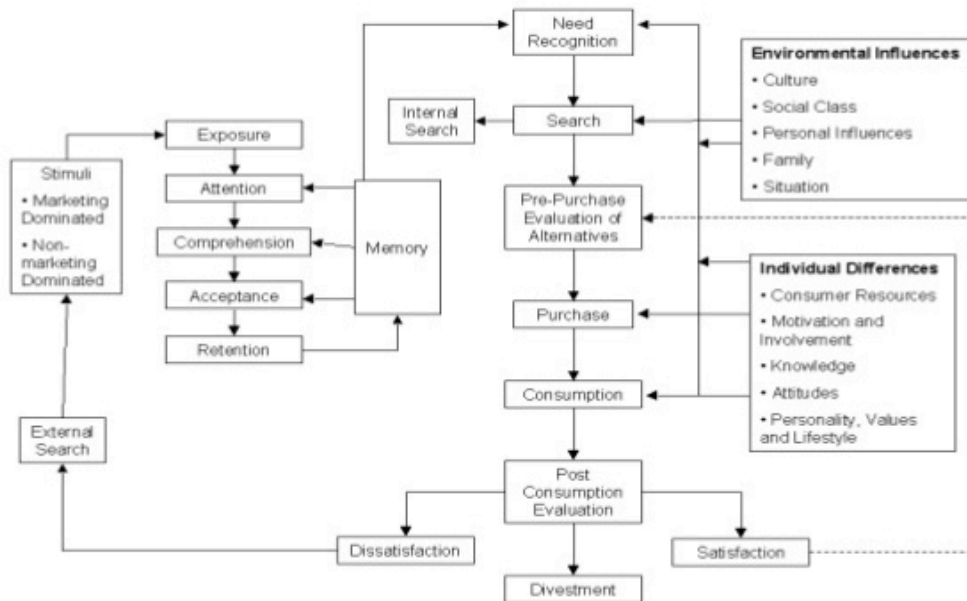 Need
Recognition
Environmental Influences
• Culture
• Social Class
• Personal Influences
• Family
• Situation
Internal
Search
Search
Exposure
Stimuli
• Marketing
Dominated
• Non-
marketing
Dominated
Attention
Comprehension
Acceptance
Retention
Memory
Pre-Purchase
Evaluation of
Alternatives
Individual Differences
• Consumer Resources
• Motivation and
Involvement
• Knowledge
• Attitudes
• Personality, Values
and Lifestyle
Purchase
Consumption
External
Search
Post
Consumption
Evaluation
Dissatisfaction
Satisfaction
Divestment